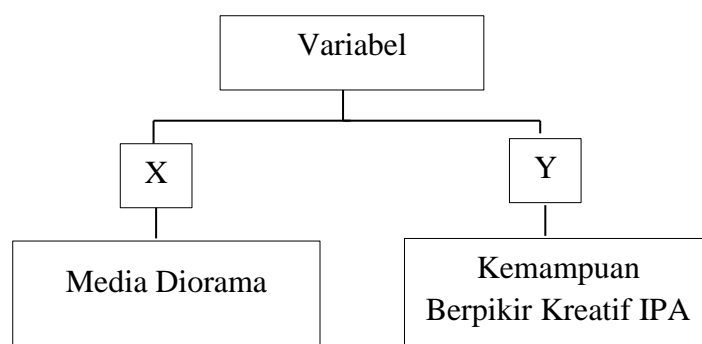 Variabel
X
Y
Media Diorama
Kemampuan
Berpikir Kreatif IPA